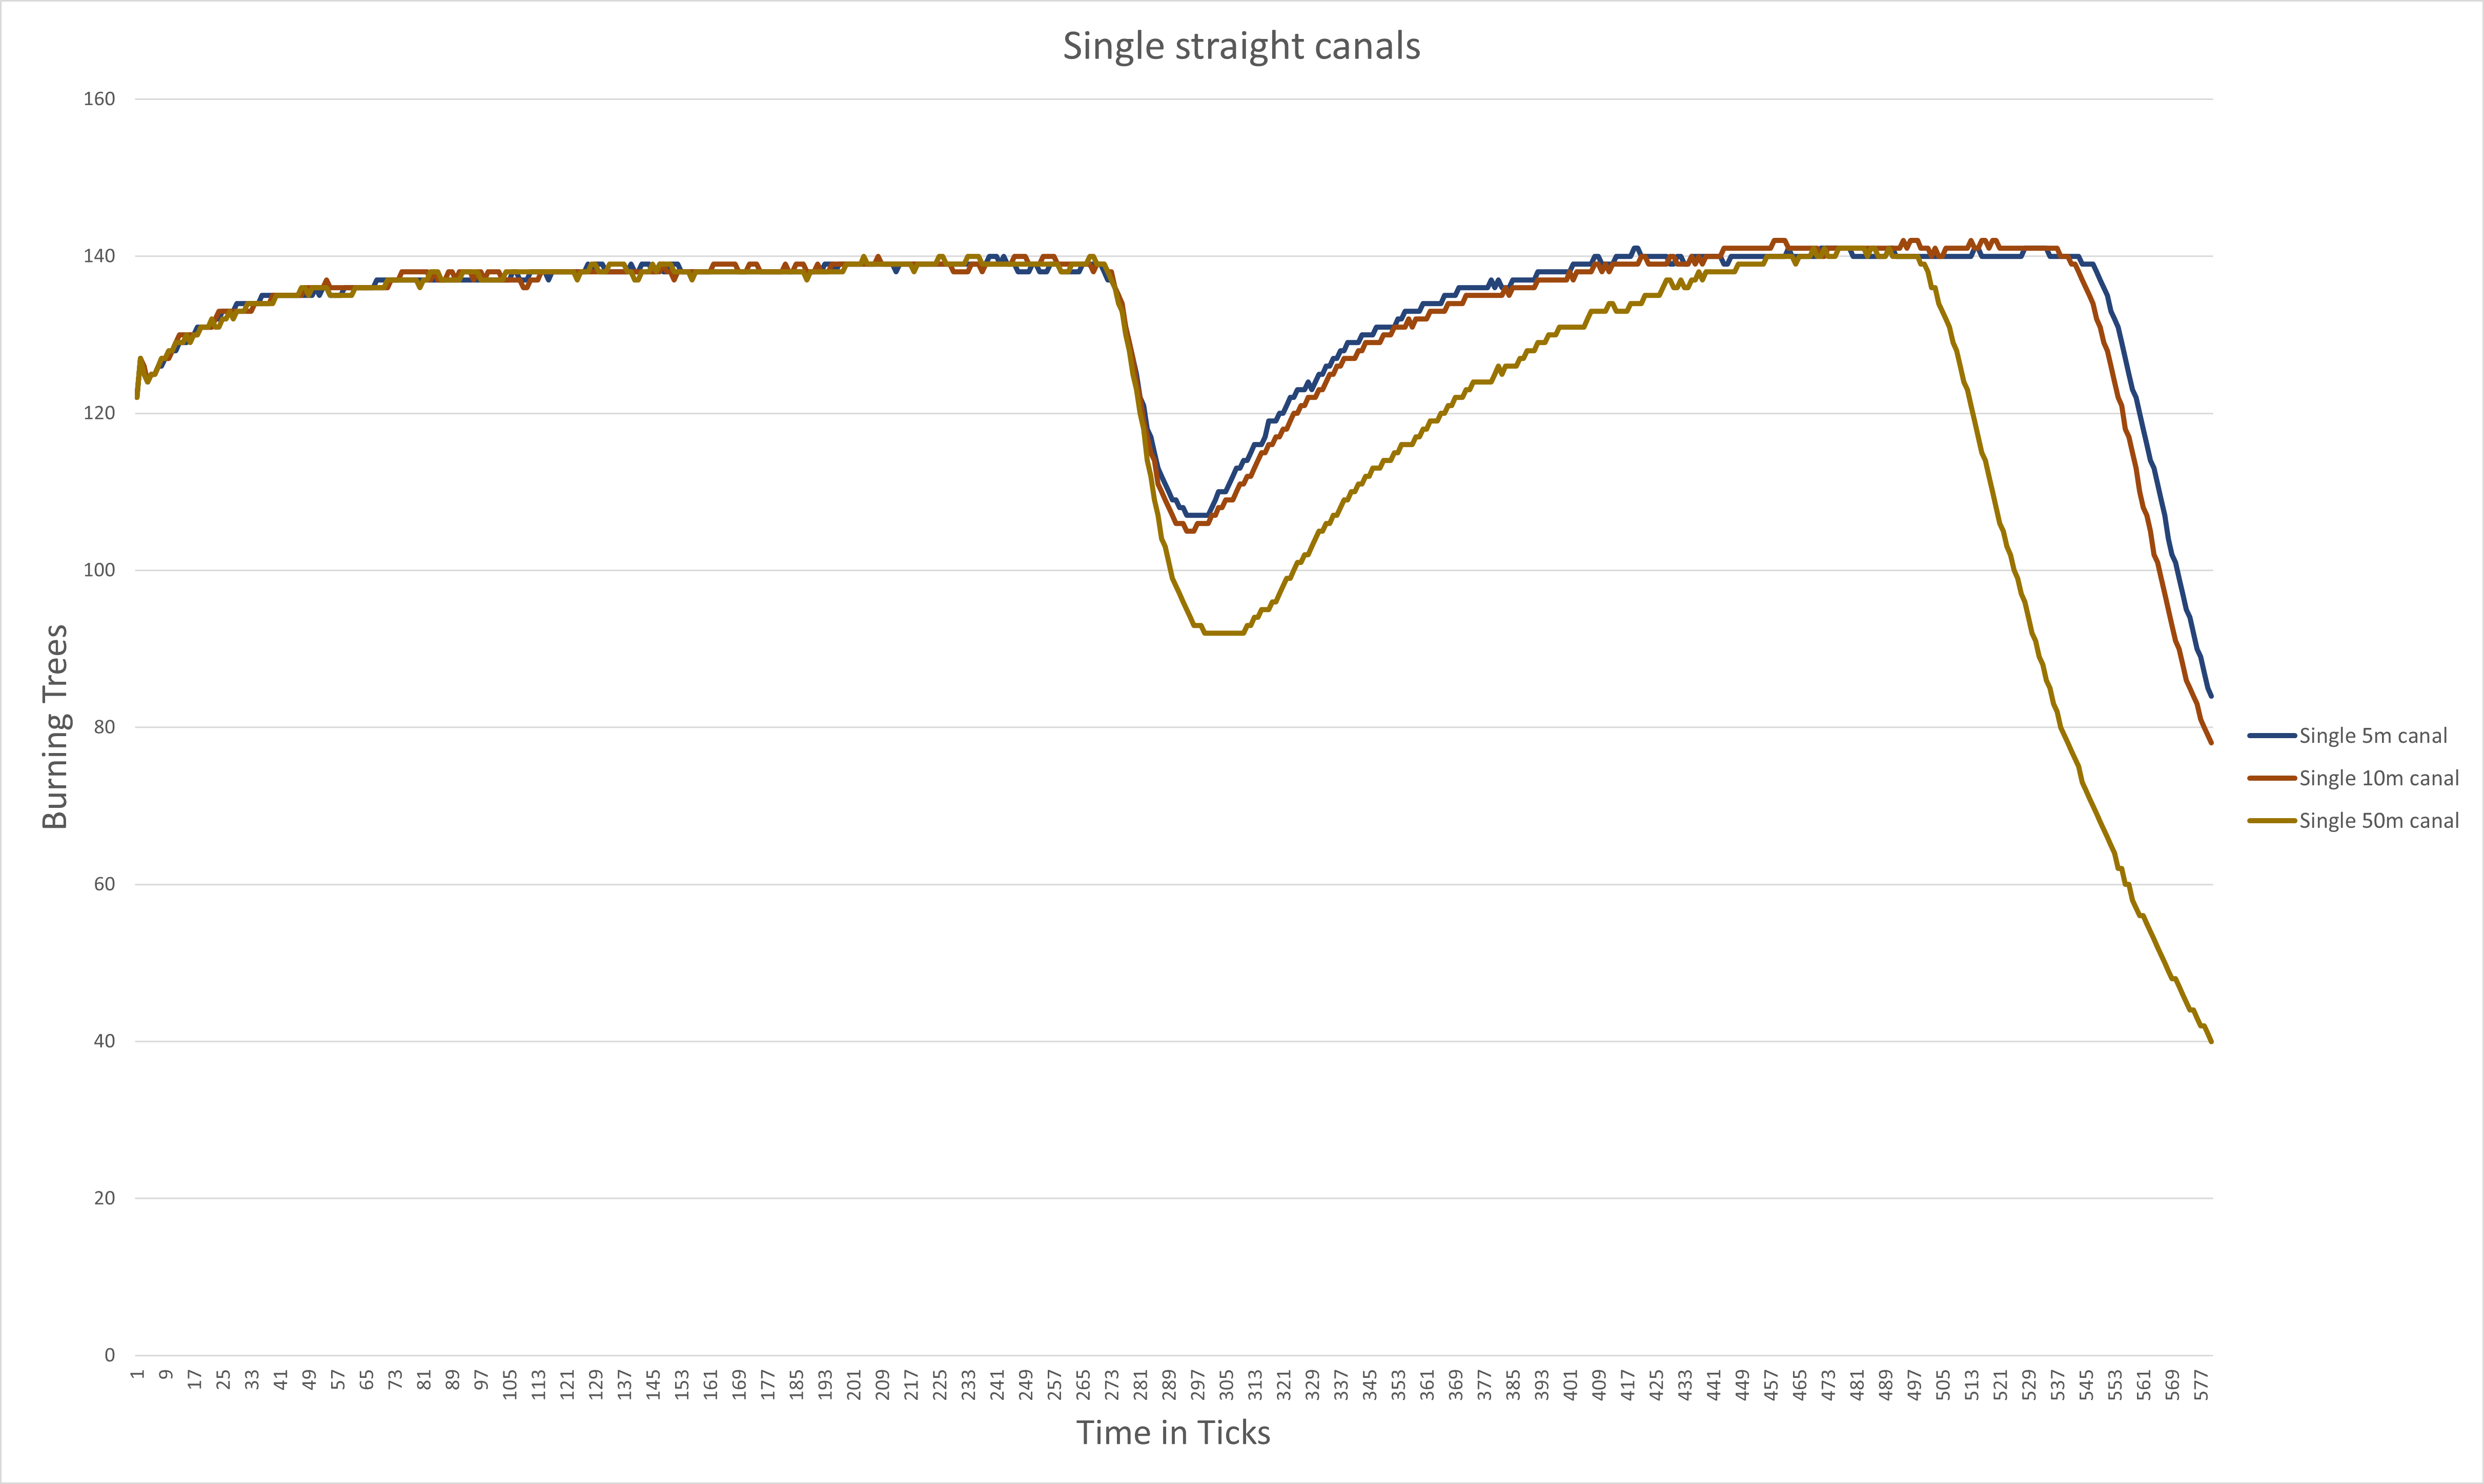 Single straight canals
160
140
120
100
80
60
40
20
0
Burning Trees
1 9 17 25 33 41 49 57 65 73 81 89 97 105 113 121 129 137 145 153 161 169 177 185 193 201 209 217 225 233 241 249 257 265 273 281 289 297 305 313 321 329 337 345 353 361 369 377 385 393 401 409 417 425 433 441 449 457 465 473 481 489 497 505 513 521 529 537 545 553 561 569 577
Time in Ticks
Single 5m canal
Single 10m canal
Single 50m canal